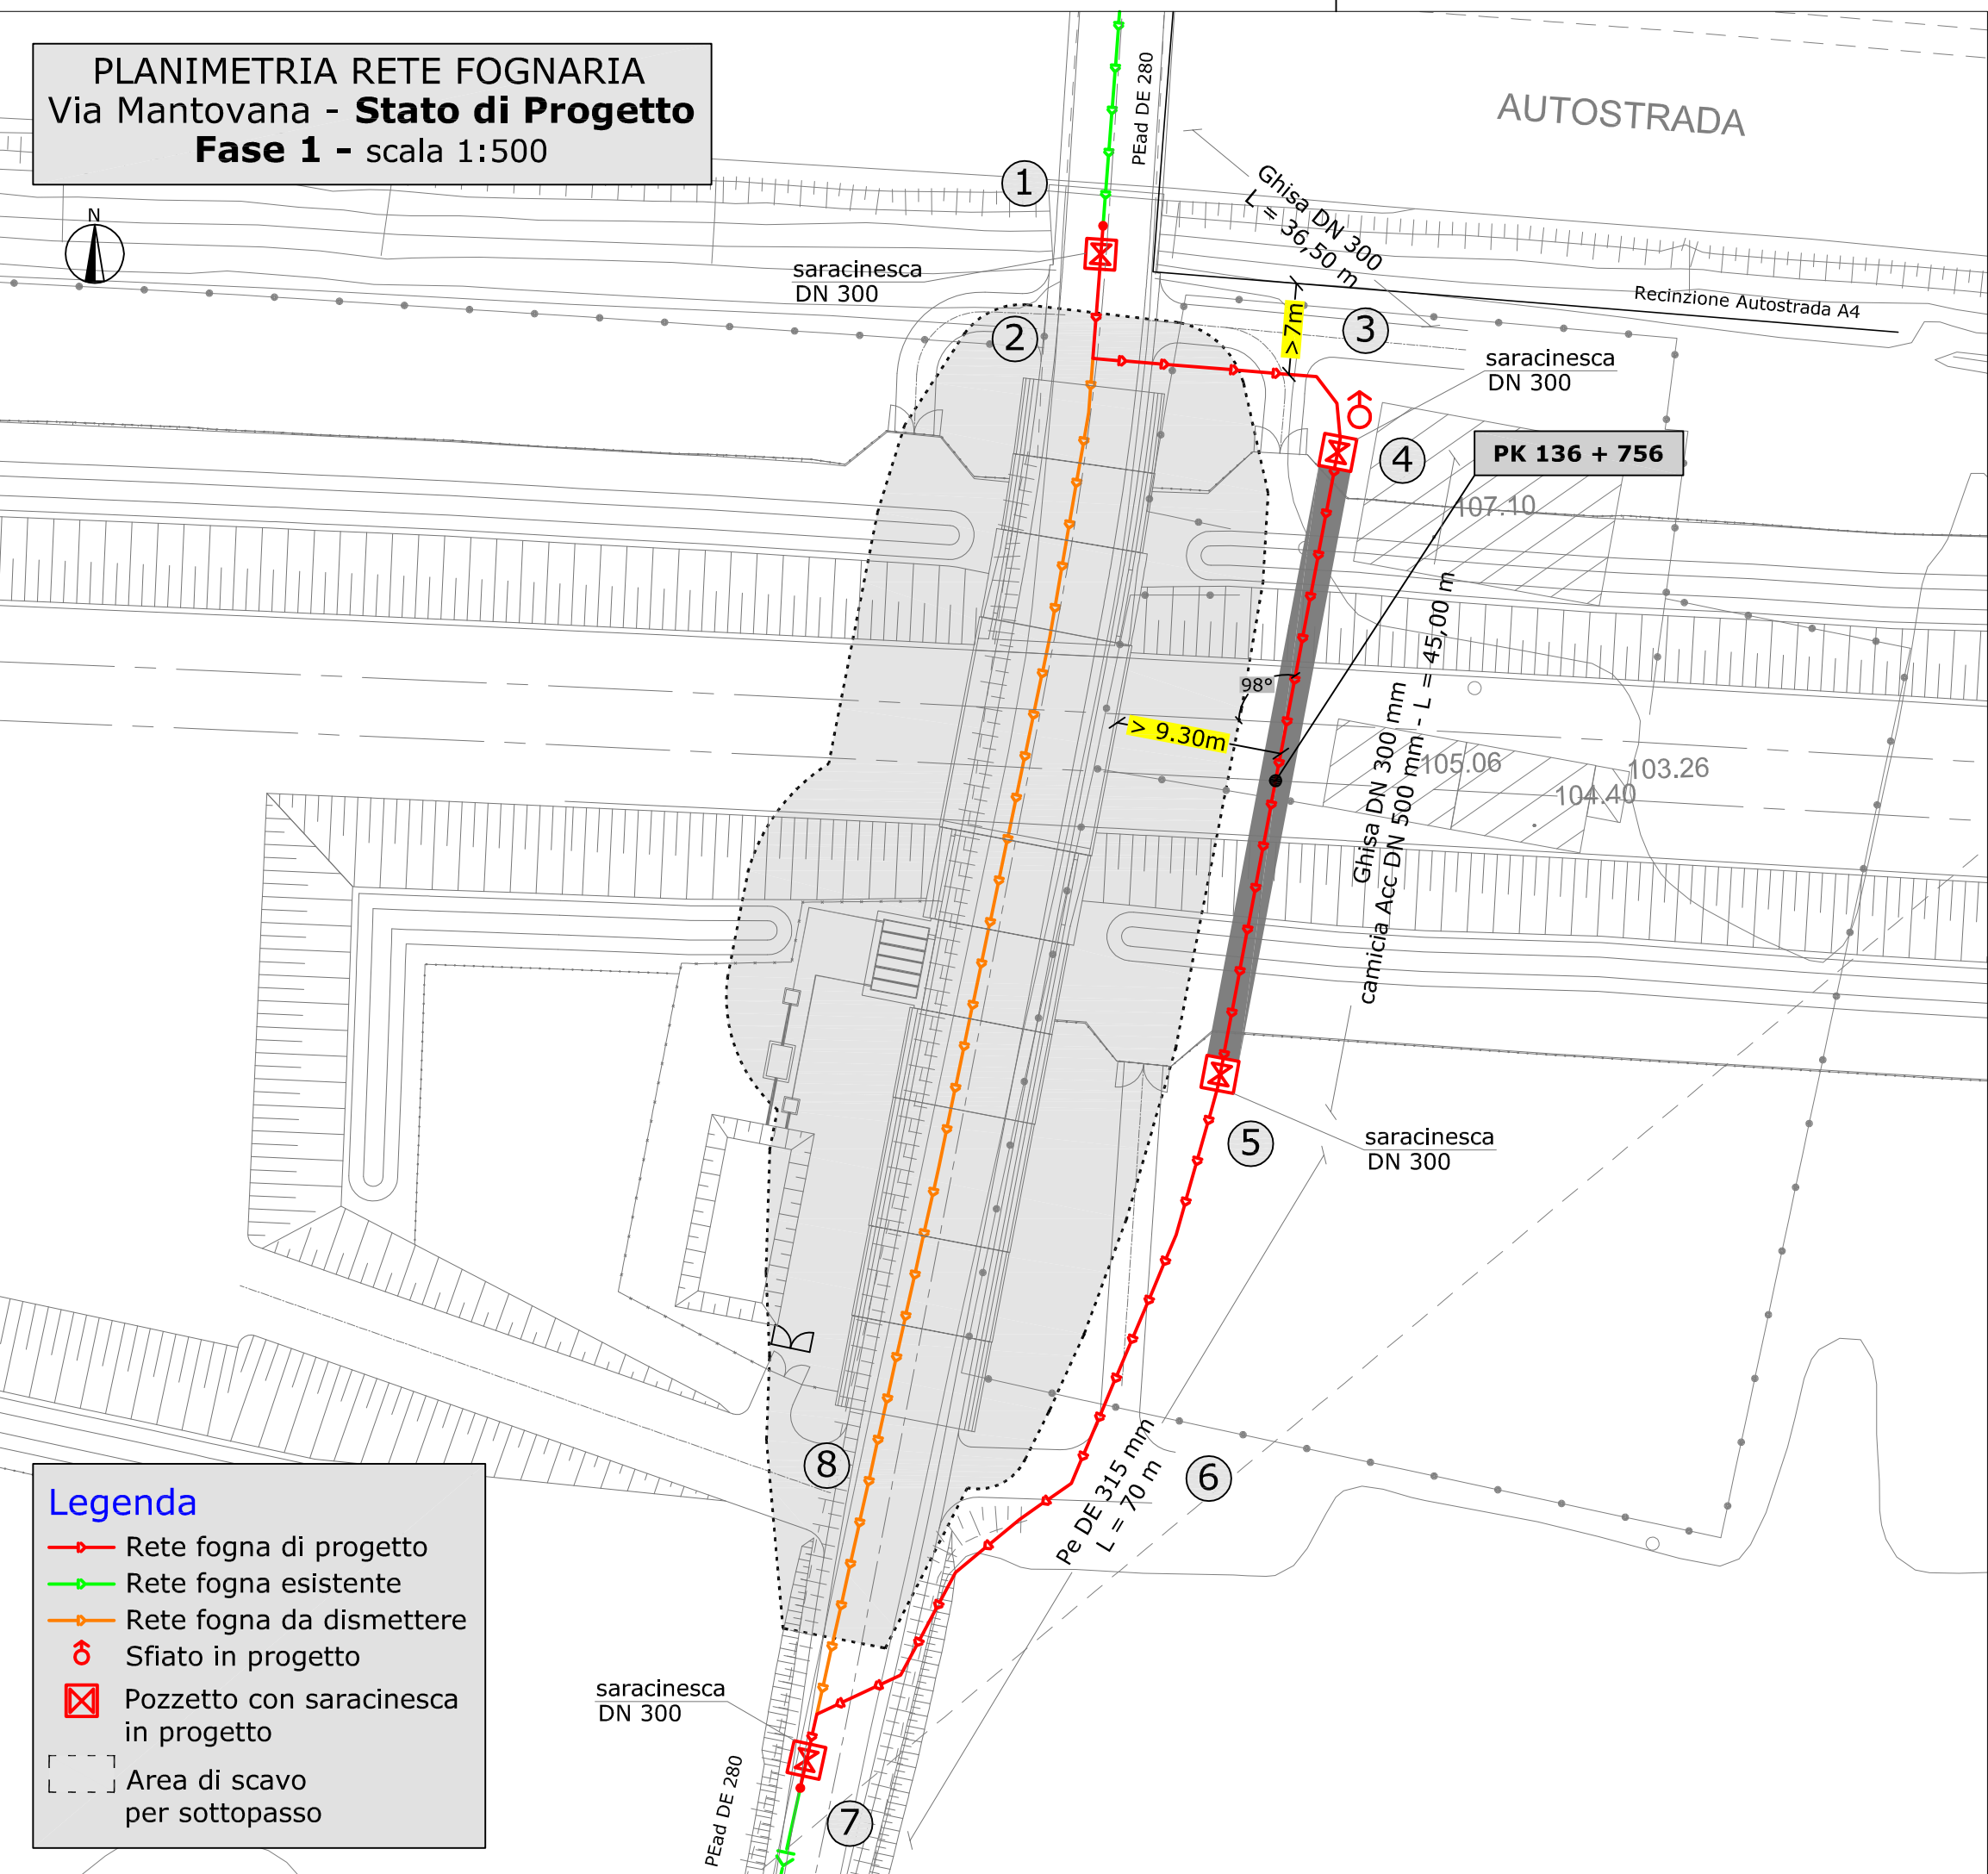 PLANIMETRIA RETE FOGNARIA
Via Mantovana - Stato di Progetto
Fase 1 - scala 1:500
N
PEad DE 280
AUTOSTRADA
1
Ghisa DN 300
L = 36,50 m
saracinesca
DN 300
Recinzione Autostrada A4
>7m
2
3
saracinesca
DN 300
4
PK 136 + 756
107.10
98°
> 9.30m
Ghisa DN 300 mm
camicia Acc DN 500 mm - L = 45,00 m
105.06
103.26
104.40
5
saracinesca
DN 300
Pe DE 315 mm
L = 70 m
6
8
Legenda
Rete fogna di progetto
Rete fogna esistente
Rete fogna da dismettere
Sfiato in progetto
Pozzetto con saracinesca
in progetto
Area di scavo
per sottopasso
saracinesca
DN 300
PEad DE 280
7